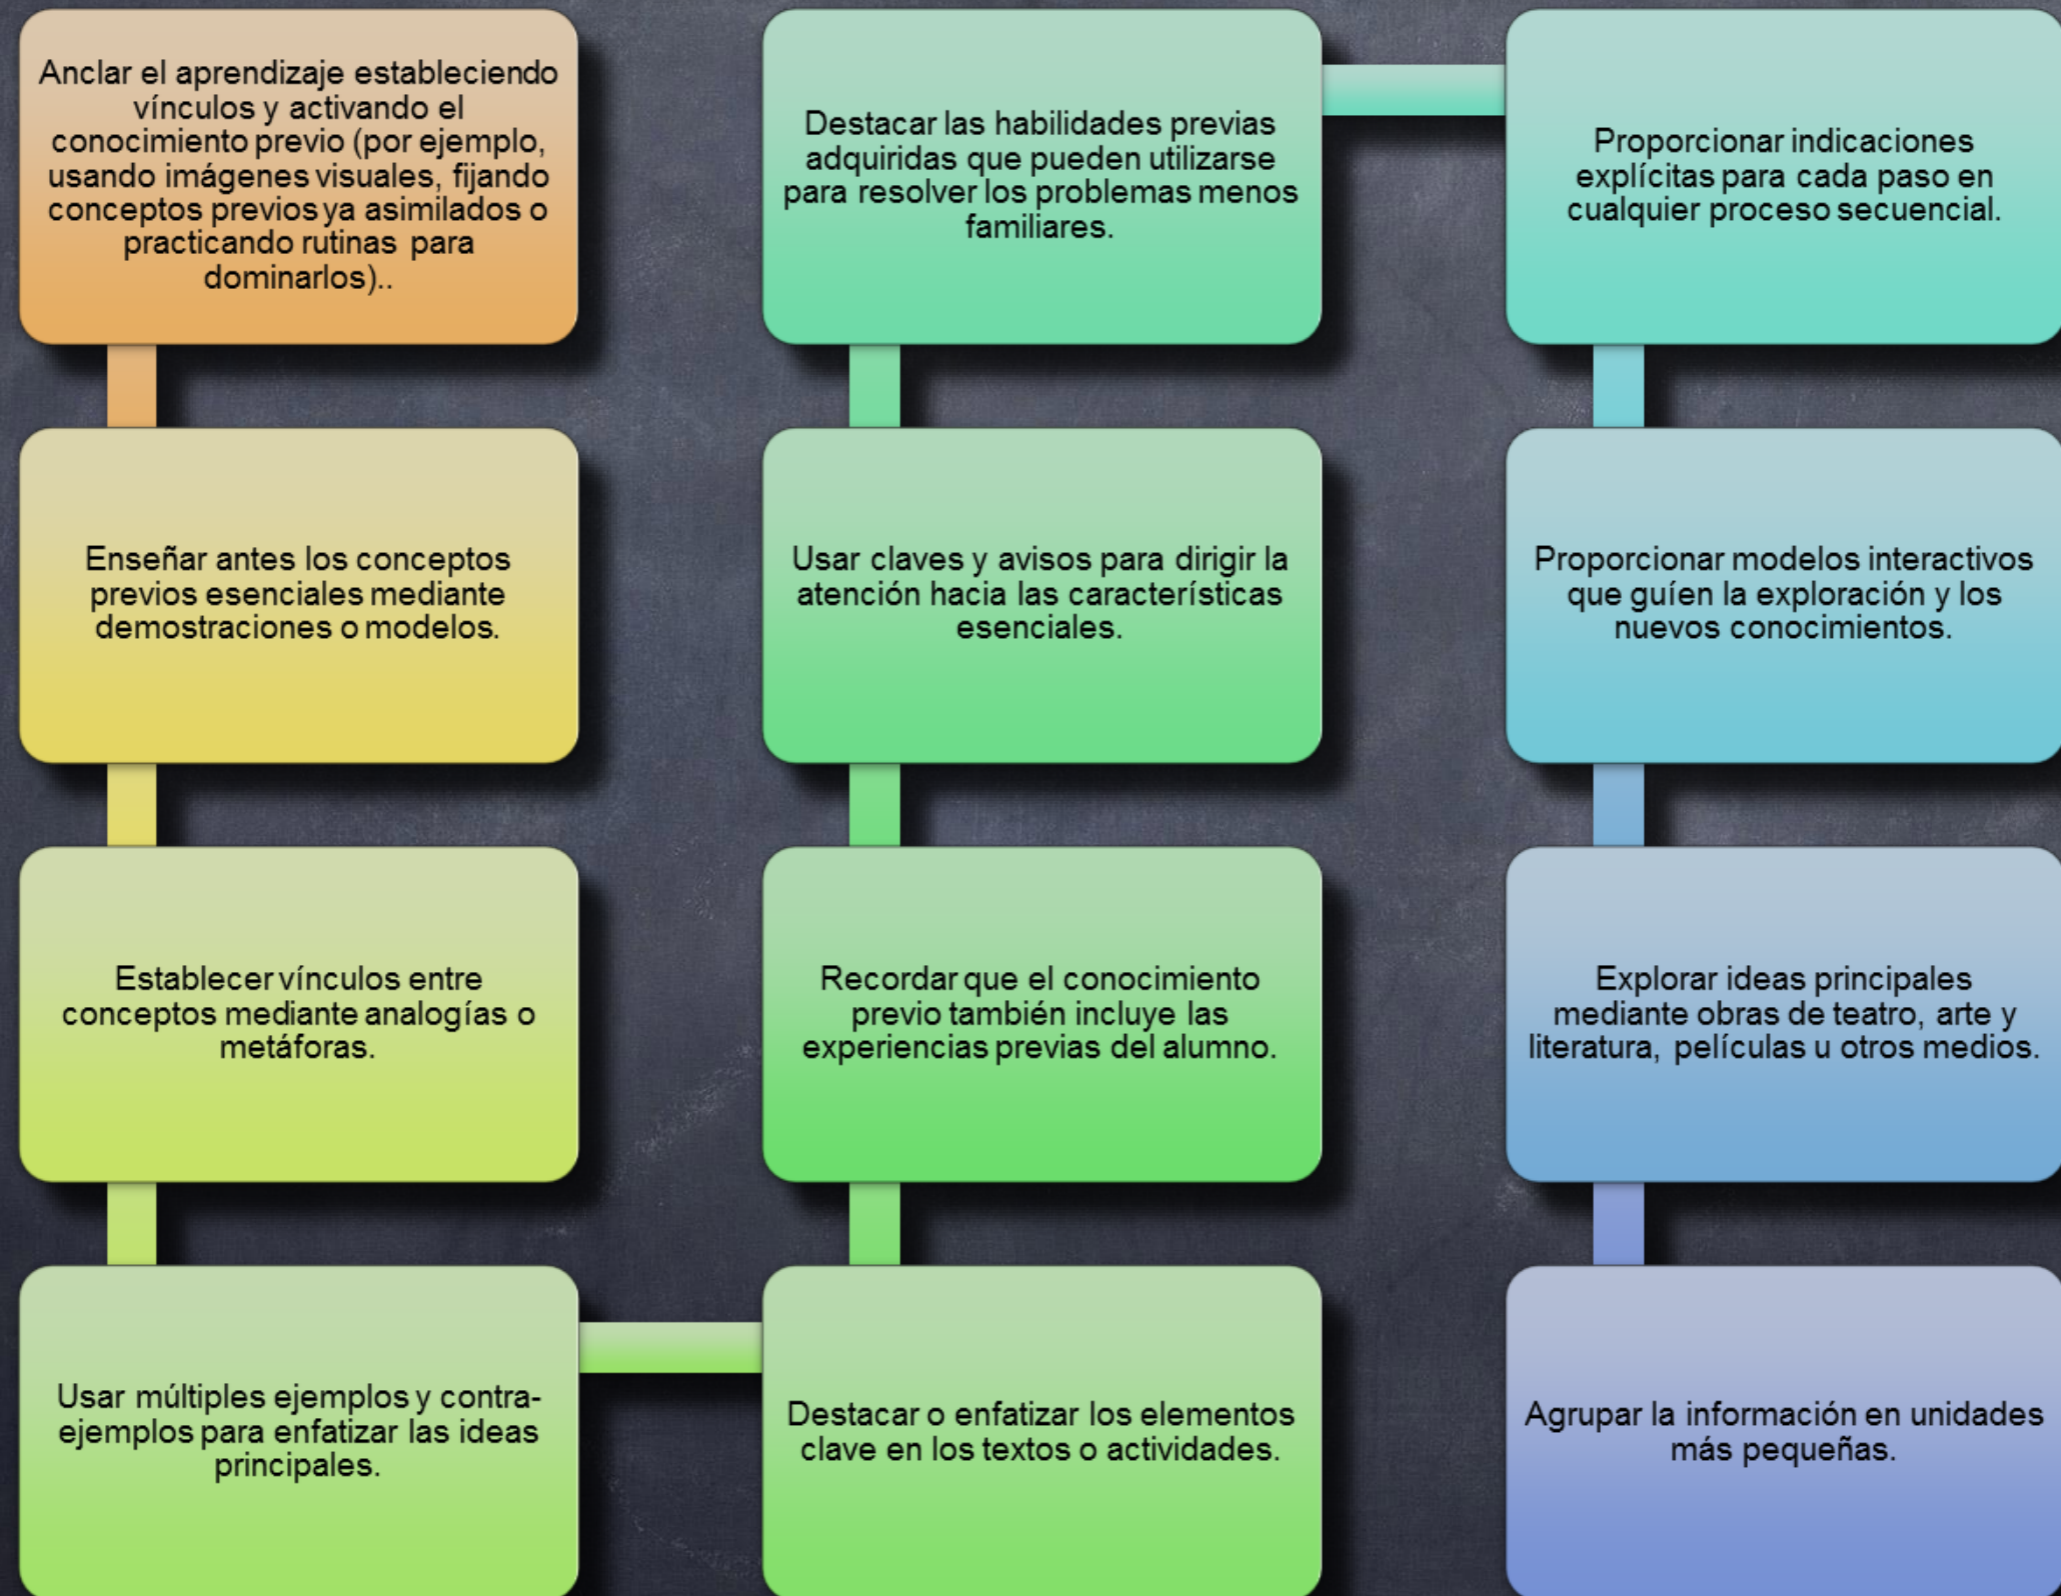 Anclar el aprendizaje estableciendo
vínculos y activando el
conocimiento previo (por ejemplo,
usando imágenes visuales, fijando
conceptos previos ya asimilados o
practicando rutinas para
dominarlos)..
Enseñar antes los conceptos
previos esenciales mediante
demostraciones o modelos.
Establecer vínculos entre
conceptos mediante analogías o
metáforas.
Usar múltiples ejemplos y contra-
ejemplos para enfatizar las ideas
principales.
Destacar o enfatizar los elementos
clave en los textos o actividades.
Recordar que el conocimiento
previo también incluye las
experiencias previas del alumno.
Usar claves y avisos para dirigir la
atención hacia las características
esenciales.
Destacar las habilidades previas
adquiridas que pueden utilizarse
para resolver los problemas menos
familiares.
Proporcionar indicaciones
explícitas para cada paso en
cualquier proceso secuencial.
Proporcionar modelos interactivos
que guíen la exploración y los
nuevos conocimientos.
Explorar ideas principales
mediante obras de teatro, arte y
literatura, películas u otros medios.
Agrupar la información en unidades
más pequeñas.